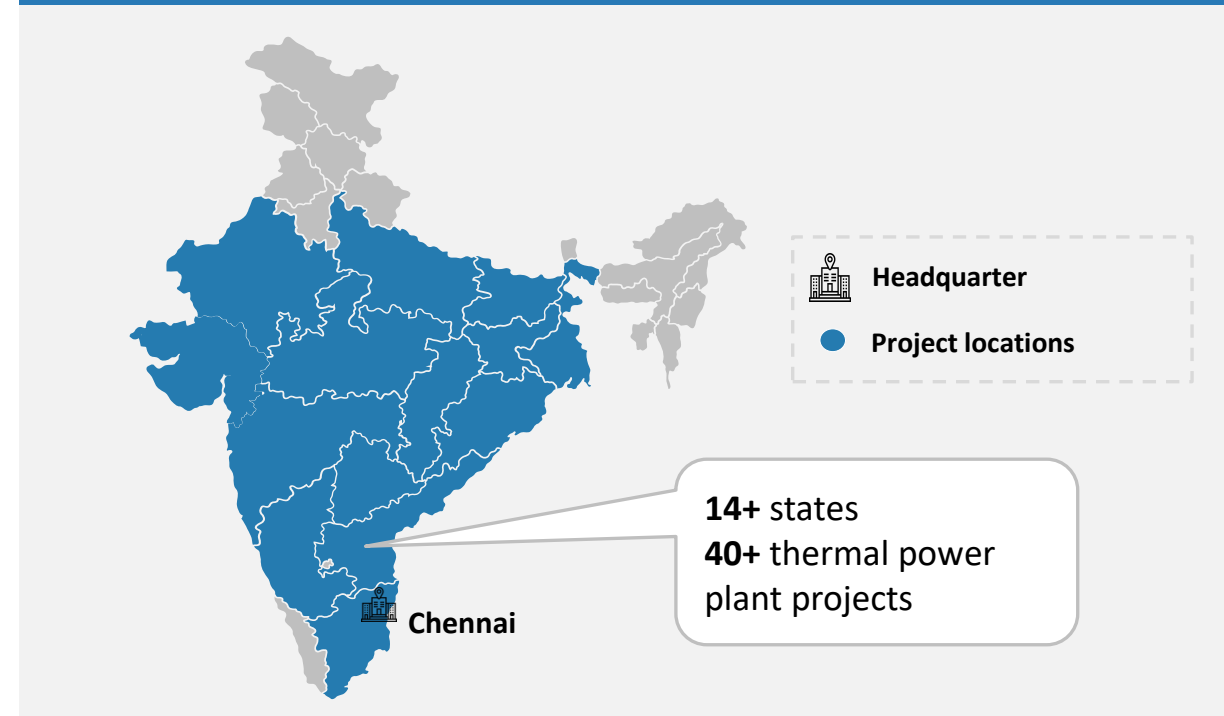 Headquarter
Project locations
14+ states
40+ thermal power
plant projects
Chennai